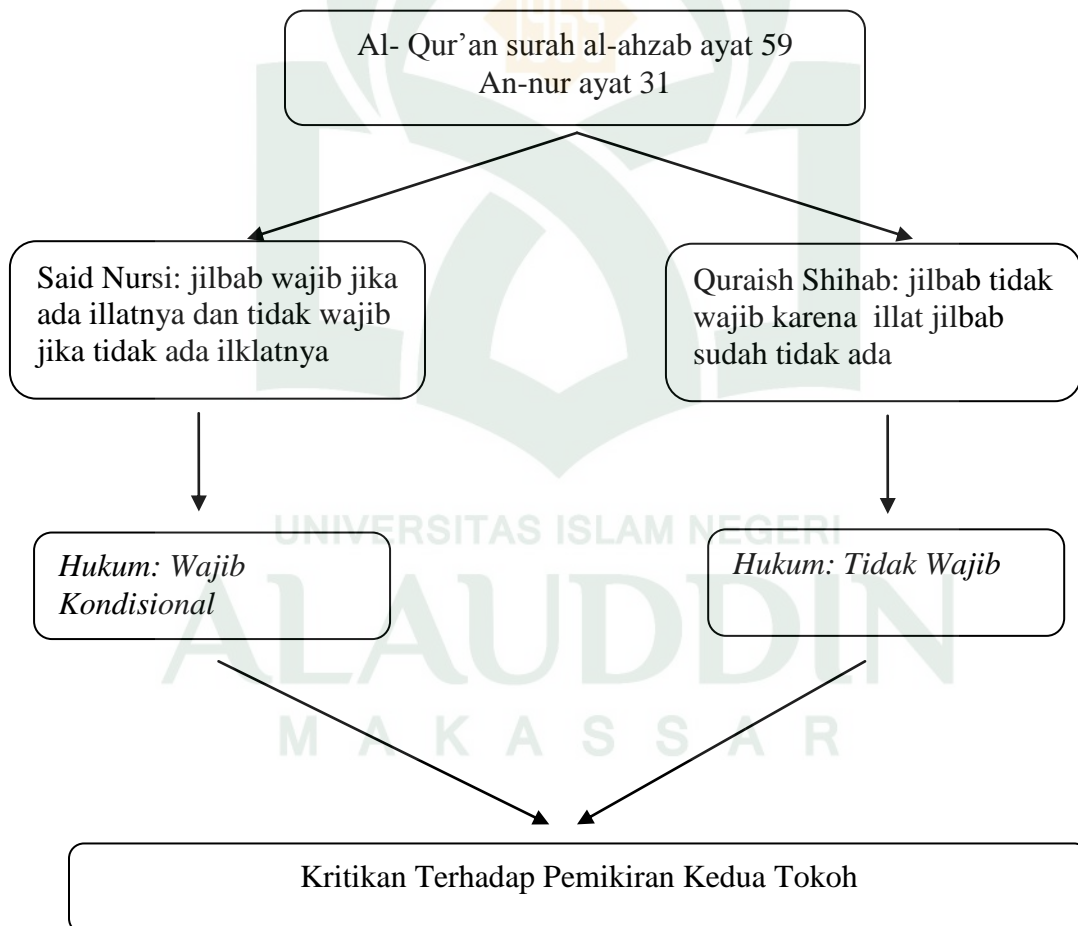 1965
Al- Qur’an surah al-ahzab ayat 59
An-nur ayat 31
Said Nursi: jilbab wajib jika
ada illatnya dan tidak wajib
jika tidak ada ilklatnya
Quraish Shihab: jilbab tidak
wajib karena illat jilbab
sudah tidak ada
UNIVERSITAS ISLAM NEGERI
Hukum: Wajib
Kondisional
Hukum: Tidak Wajib
ALAUDDIN
MAKASSAR
Kritikan Terhadap Pemikiran Kedua Tokoh